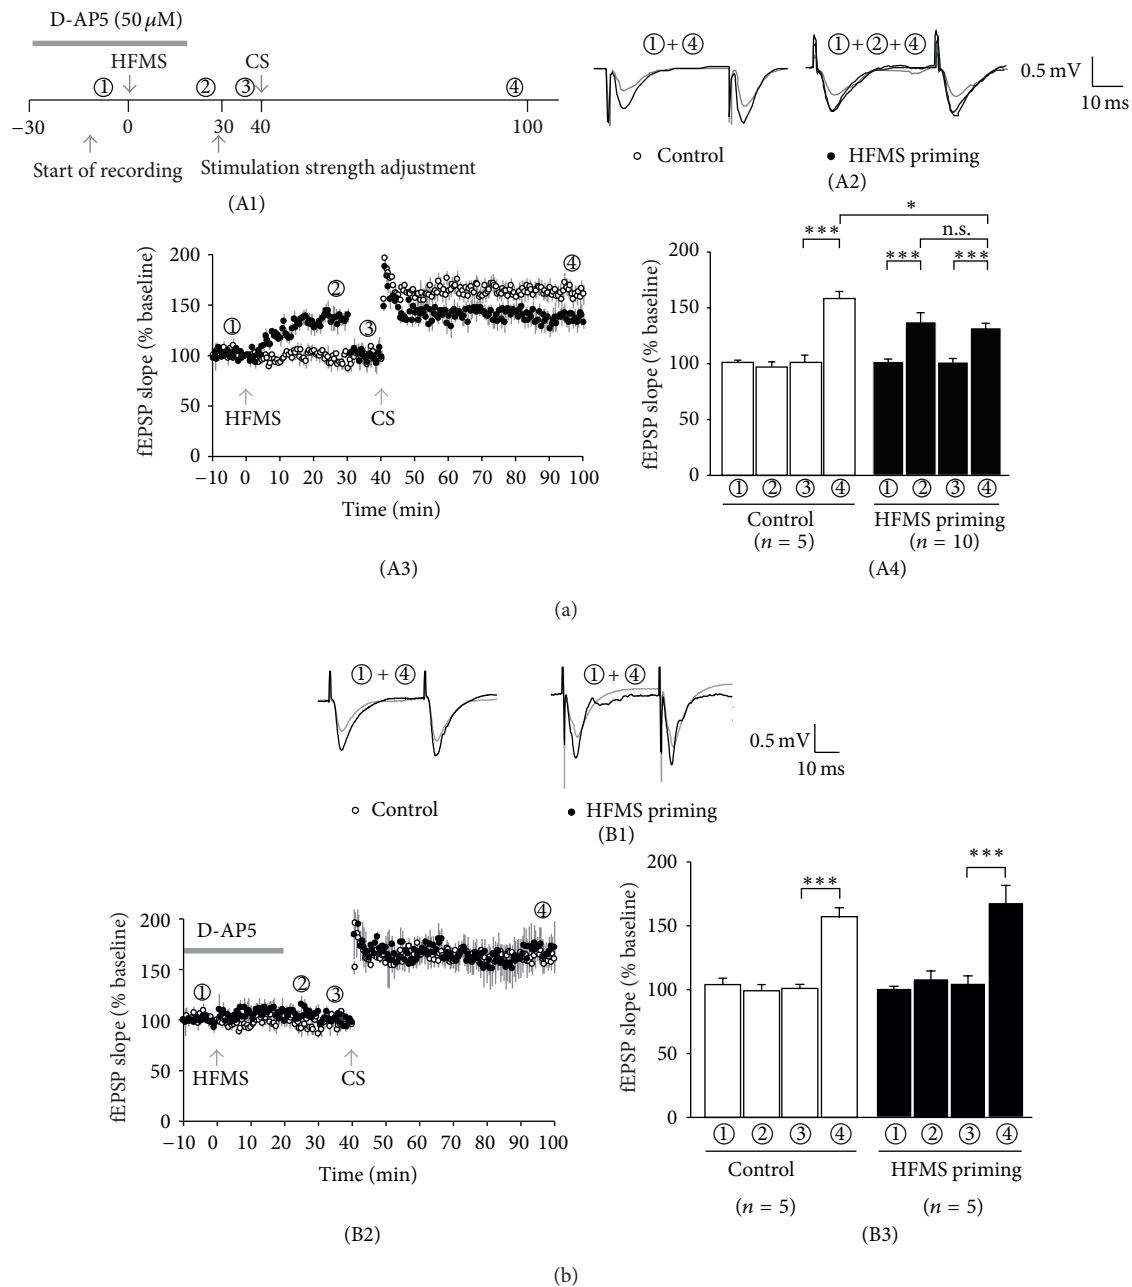 D-AP5 (50 μM)
HFMS
CS
① ② ③ ④
−30 0 30 40 100
Start of recording
Stimulation strength adjustment
(A1)
① + ④
① + ② + ④
0.5 mV
10 ms
Control
HFMS priming
(A2)
fEPSP slope (% baseline)
200
150
100
50
0
① ② ③ ④
HFMS
CS
−10 0 10 20 30 40 50 60 70 80 90 100
Time (min)
(A3)
fEPSP slope (% baseline)
200
150
100
50
0
*
n.s.
*** *** ***
① ② ③ ④ ① ② ③ ④
Control
(n = 5)
HFMS priming
(n = 10)
(A4)
(a)
① + ④
① + ④
0.5 mV
10 ms
Control
HFMS priming
(B1)
fEPSP slope (% baseline)
200
150
100
50
0
D-AP5
① ② ③ ④
HFMS
CS
−10 0 10 20 30 40 50 60 70 80 90 100
Time (min)
(B2)
fEPSP slope (% baseline)
200
150
100
50
0
*** ***
① ② ③ ④ ① ② ③ ④
Control
(n = 5)
HFMS priming
(n = 5)
(B3)
(b)